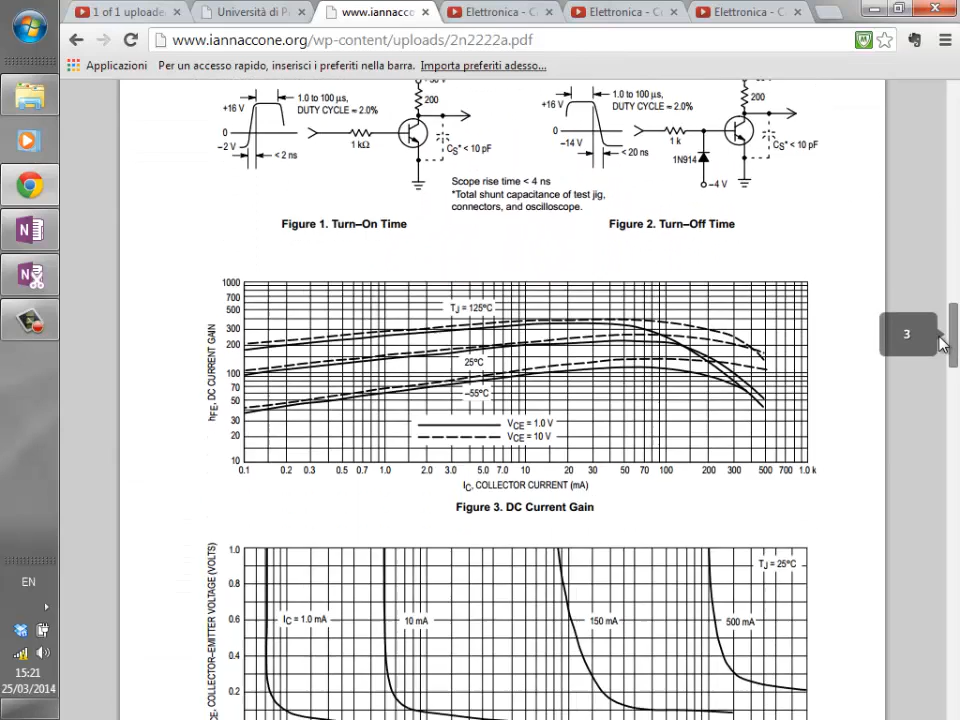 1 of 1 uploade
Università di P
www.iannacco
Elettronica - C
Elettronica - C
Elettronica - C
www.iannaccone.org/wp-content/uploads/2n2222a.pdf
Applicazioni Per un accesso rapido, inserisci i preferiti nella barra. Importa preferiti adesso...
+16 V
0
–2 V
1.0 to 100 µs,
DUTY CYCLE ≈ 2.0%
< 2 ns
1 kΩ
200
CS* < 10 pF
+16 V
0
–14 V
1.0 to 100 µs,
DUTY CYCLE ≈ 2.0%
< 20 ns
1 k
1N914
200
CS* < 10 pF
–4 V
Scope rise time < 4 ns
*Total shunt capacitance of test jig,
connectors, and oscilloscope.
Figure 1. Turn–On Time
Figure 2. Turn–Off Time
hFE, DC CURRENT GAIN
1000
700
500
300
200
100
70
50
30
20
10
TJ = 125°C
25°C
–55°C
VCE = 1.0 V
VCE = 10 V
0.1 0.2 0.3 0.5 0.7 1.0 2.0 3.0 5.0 7.0 10 20 30 50 70 100 200 300 500 700 1.0 k
IC, COLLECTOR CURRENT (mA)
Figure 3. DC Current Gain
3
CE, COLLECTOR–EMITTER VOLTAGE (VOLTS)
1.0
0.8
0.6
0.4
0.2
TJ = 25°C
IC = 1.0 mA
10 mA
150 mA
500 mA
EN
15:21
25/03/2014